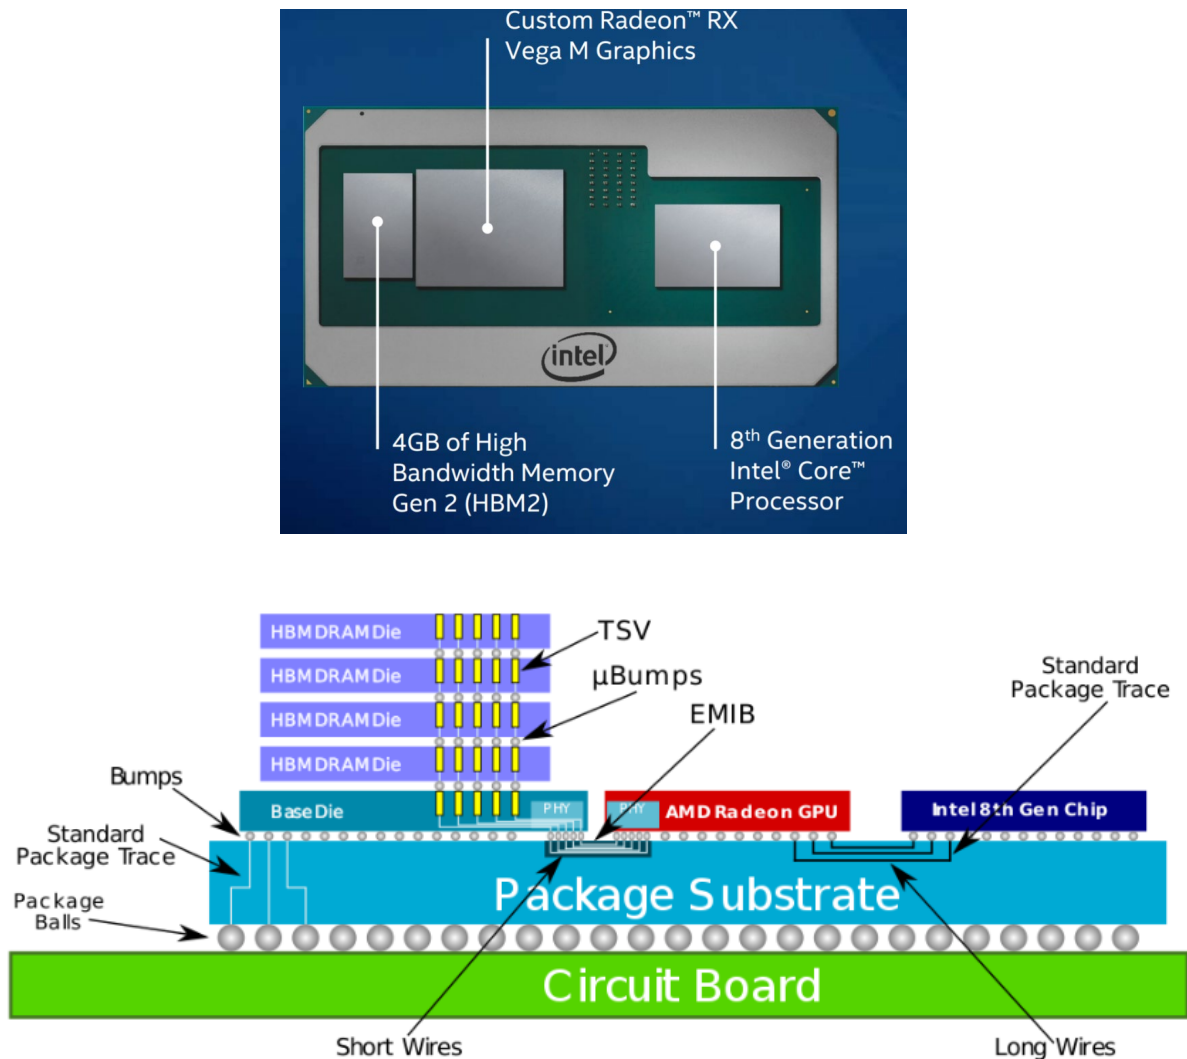 Custom Radeon™ RX
Vega M Graphics
intel
4GB of High
Bandwidth Memory
Gen 2 (HBM2)
8th Generation
Intel® Core™
Processor
HBM DRAM Die
HBM DRAM Die
HBM DRAM Die
HBM DRAM Die
TSV
µBumps
EMIB
Standard
Package Trace
Bumps
Base Die
PHY
PHY
AMD Radeon GPU
Intel 8th Gen Chip
Standard
Package Trace
Package
Balls
Package Substrate
Circuit Board
Short Wires
Long Wires